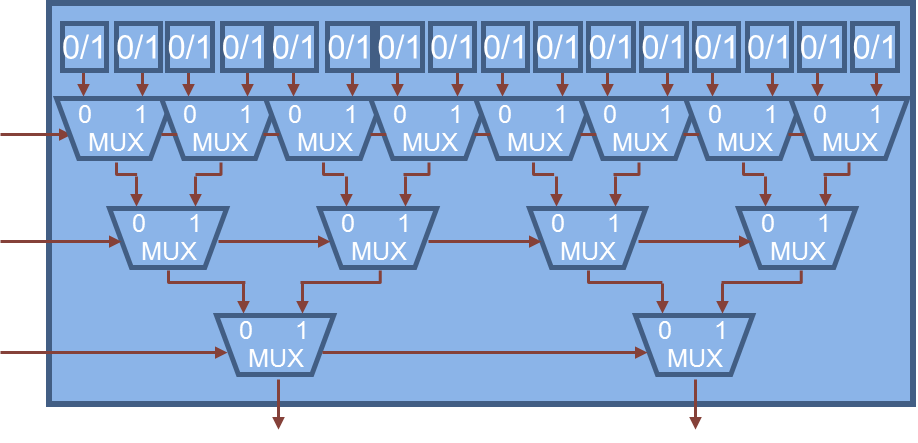 0/1 0/1 0/1 0/1 0/1 0/1 0/1 0/1 0/1 0/1 0/1 0/1 0/1 0/1 0/1 0/1
0 1 0 1 0 1 0 1 0 1 0 1 0 1 0 1
MUX MUX MUX MUX MUX MUX MUX MUX
0 1 0 1 0 1 0 1
MUX MUX MUX MUX
0 1 0 1
MUX MUX